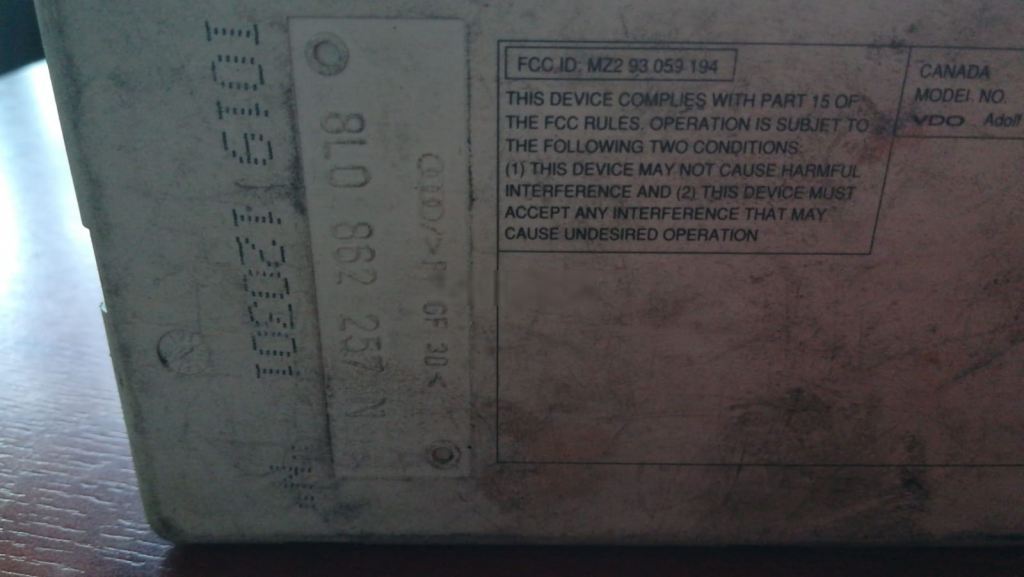 FCC ID: MZ2 93 059 194
THIS DEVICE COMPLIES WITH PART 15 OF
THE FCC RULES. OPERATION IS SUBJET TO
THE FOLLOWING TWO CONDITIONS:
(1) THIS DEVICE MAY NOT CAUSE HARMFUL
INTERFERENCE AND (2) THIS DEVICE MUST
ACCEPT ANY INTERFERENCE THAT MAY
CAUSE UNDESIRED OPERATION
CANADA
MODEL NO.
VDO Adolf
8L0 862 257 N
GF 30<